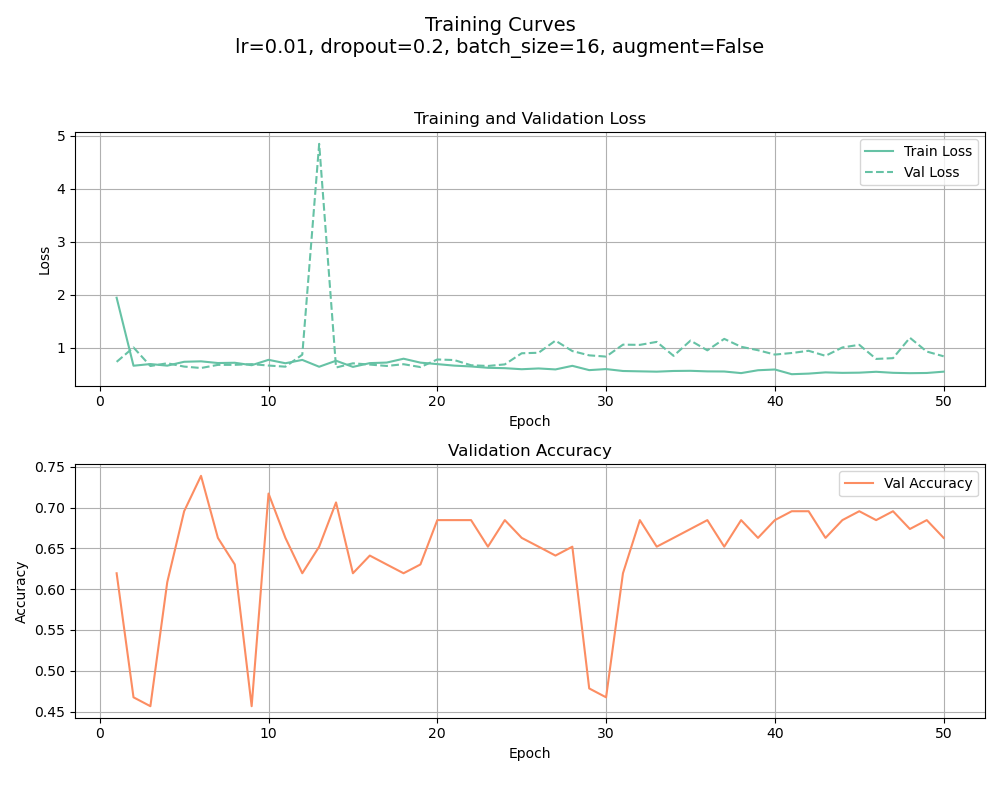 Training Curves
lr=0.01, dropout=0.2, batch_size=16, augment=False
Training and Validation Loss
5
4
3
2
1
Loss
Train Loss
Val Loss
0 10 20 30 40 50
Epoch
Validation Accuracy
0.75
0.70
0.65
0.60
0.55
0.50
0.45
Accuracy
Val Accuracy
0 10 20 30 40 50
Epoch